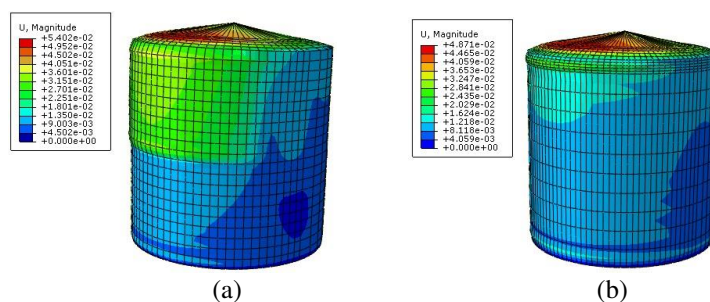 U, Magnitude
+5.402e-02
+4.952e-02
+4.502e-02
+4.051e-02
+3.601e-02
+3.151e-02
+2.701e-02
+2.251e-02
+1.801e-02
+1.350e-02
+9.003e-03
+4.502e-03
+0.000e+00
(a)
U, Magnitude
+4.871e-02
+4.465e-02
+4.059e-02
+3.653e-02
+3.247e-02
+2.841e-02
+2.435e-02
+2.029e-02
+1.624e-02
+1.218e-02
+8.118e-03
+4.059e-03
+0.000e+00
(b)